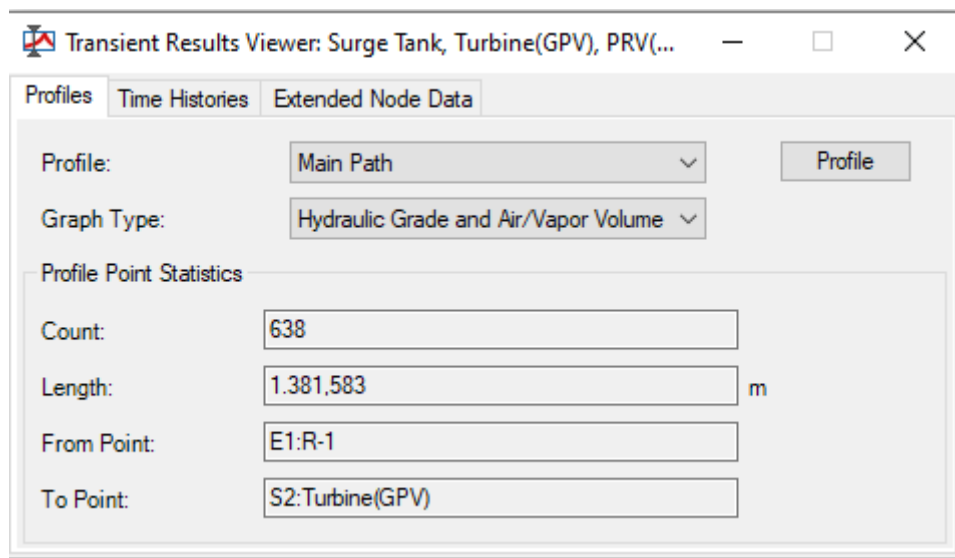 Transient Results Viewer: Surge Tank, Turbine(GPV), PRV(...
Profiles Time Histories Extended Node Data
Profile: Main Path Profile
Graph Type: Hydraulic Grade and Air/Vapor Volume
Profile Point Statistics
Count: 638
Length: 1.381,583 m
From Point: E1:R-1
To Point: S2:Turbine(GPV)